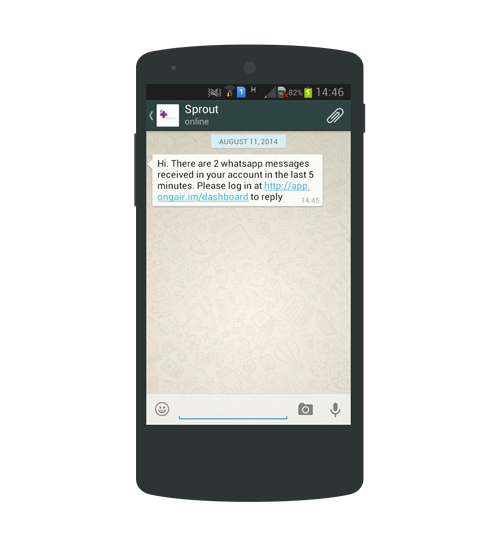 H 82% 14:46
Sprout
online
AUGUST 11, 2014
Hi. There are 2 whatsapp messages
received in your account in the last 5
minutes. Please log in at http://app.
ongair.im/dashboard to reply
14:45